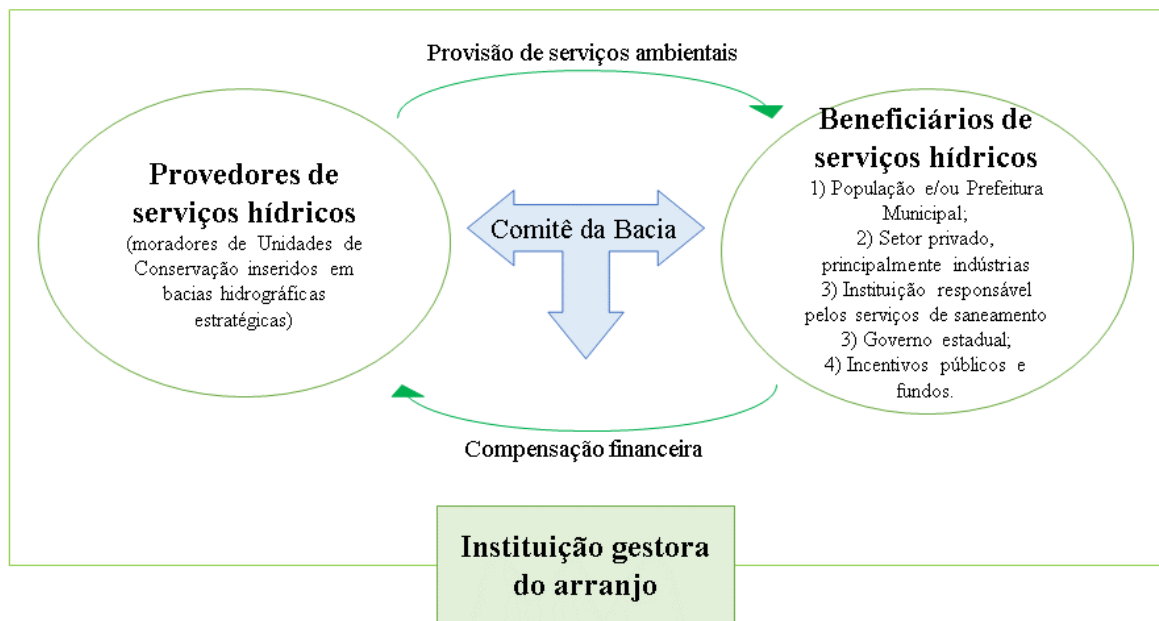 Provisão de serviços ambientais
Provedores de
serviços hídricos
(moradores de Unidades de
Conservação inseridos em
bacias hidrográficas
estratégicas)
Comitê da Bacia
Beneficiários de
serviços hídricos
1) População e/ou Prefeitura
Municipal;
2) Setor privado,
principalmente indústrias
3) Instituição responsável
pelos serviços de saneamento
3) Governo estadual;
4) Incentivos públicos e
fundos.
Compensação financeira
Instituição gestora
do arranjo